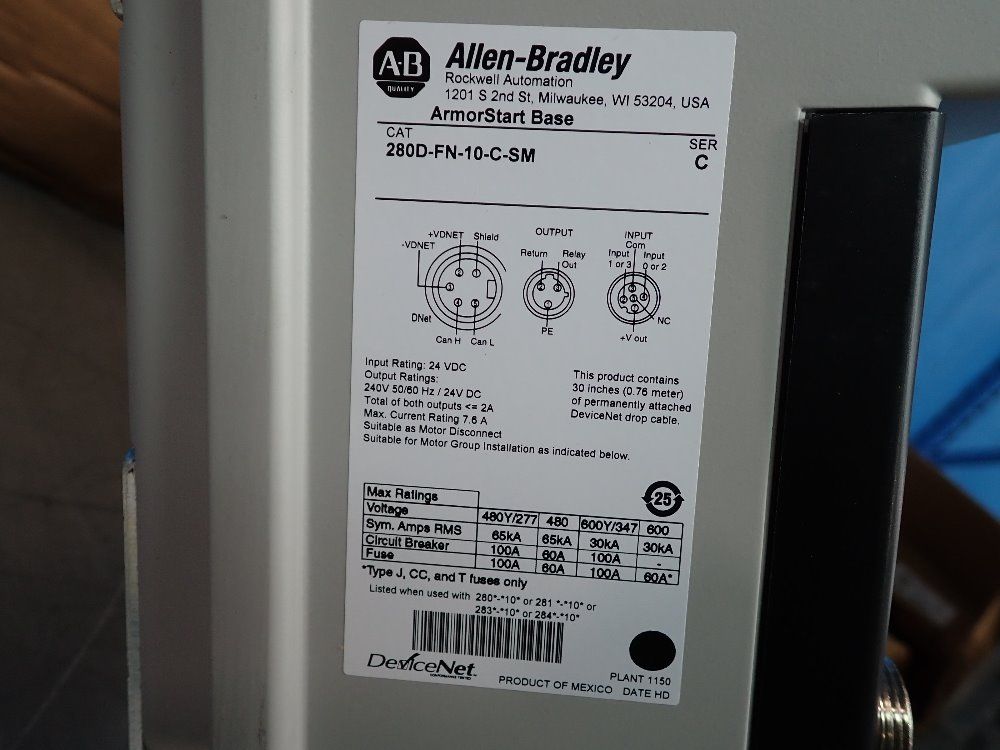 A-B
QUALITY
Allen-Bradley
Rockwell Automation
1201 S 2nd St, Milwaukee, WI 53204, USA
ArmorStart Base
CAT
SER
280D-FN-10-C-SM
C
+VDNET
Shield
-VDNET
DNet
Can H
Can L
OUTPUT
Return
Relay
Out
PE
INPUT
Com
Input
1 or 3
Input
0 or 2
NC
+V out
Input Rating: 24 VDC
Output Ratings:
240V 50/60 Hz / 24V DC
Total of both outputs <= 2A
Max. Current Rating 7.6 A
Suitable as Motor Disconnect
Suitable for Motor Group Installation as indicated below.
This product contains
30 inches (0.76 meter)
of permanently attached
DeviceNet drop cable.
25
Max Ratings
Voltage 480Y/277 480 600Y/347 600
Sym. Amps RMS 65kA 65kA 30kA 30kA
Circuit Breaker 100A 60A 100A -
Fuse 100A 60A 100A 60A*
*Type J, CC, and T fuses only
Listed when used with 280*-*10* or 281 *-*10* or
283*-*10* or 284*-*10*
DeviceNet
CONFORMANCE TESTED
PRODUCT OF MEXICO
PLANT 1150
DATE HD